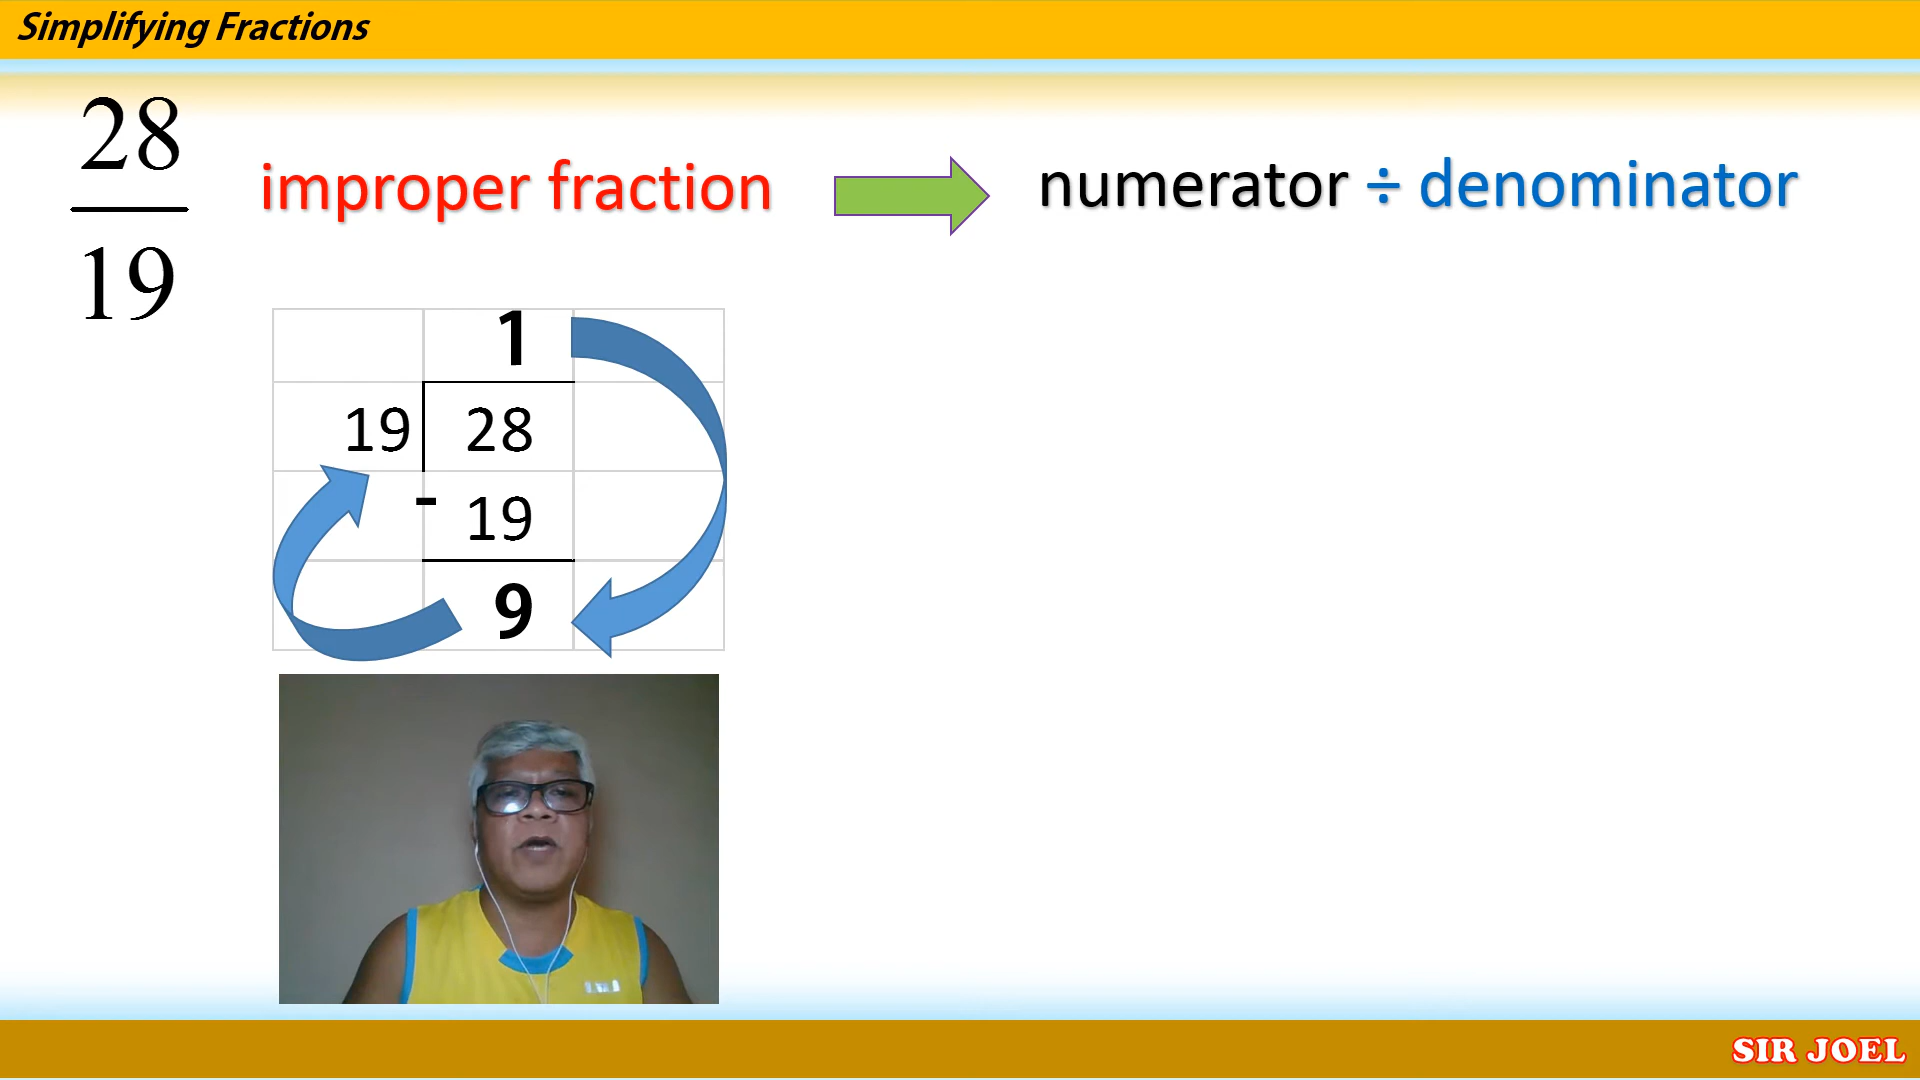 Simplifying Fractions
28
19
improper fraction
numerator ÷ denominator
1
19 28
- 19
9
SIR JOEL